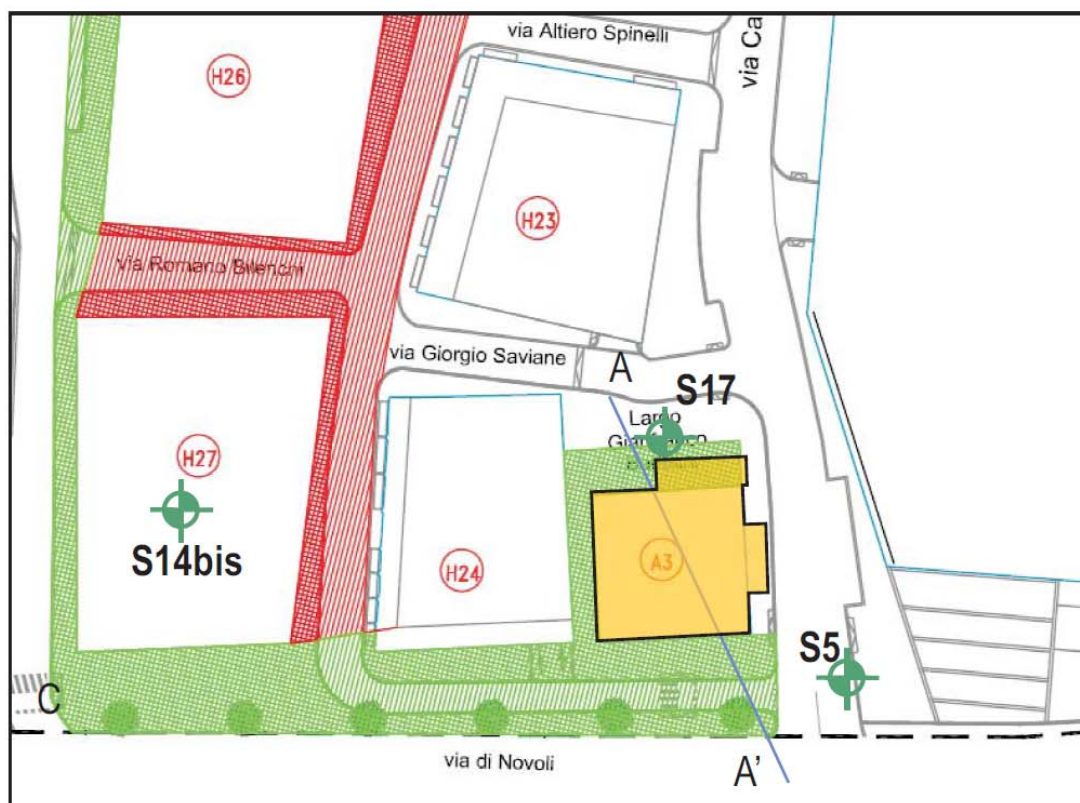 via Altiero Spinelli
via Ca
H26
H23
via Romano Bilenchi
via Giorgio Saviane
A
S17
Largo
H27
S14bis
H24
A3
S5
C
via di Novoli
A'